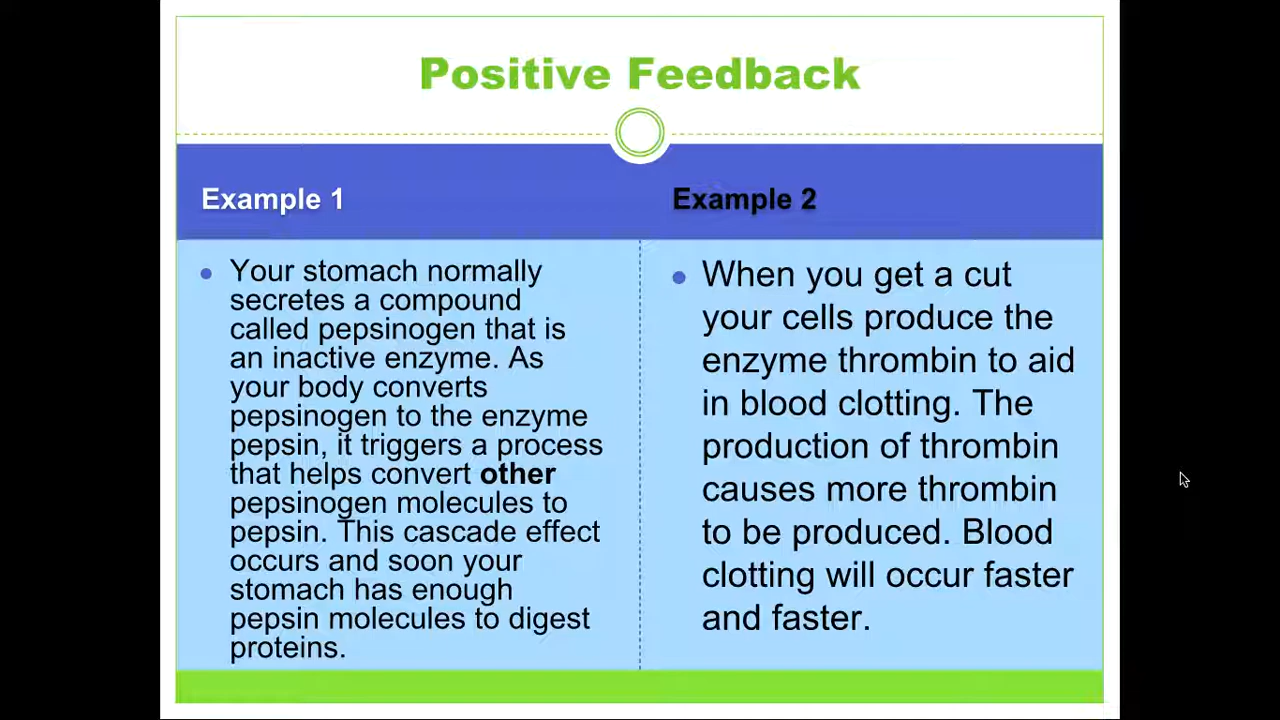 Positive Feedback
Example 1
Your stomach normally
secretes a compound
called pepsinogen that is
an inactive enzyme. As
your body converts
pepsinogen to the enzyme
pepsin, it triggers a process
that helps convert other
pepsinogen molecules to
pepsin. This cascade effect
occurs and soon your
stomach has enough
pepsin molecules to digest
proteins.
Example 2
When you get a cut
your cells produce the
enzyme thrombin to aid
in blood clotting. The
production of thrombin
causes more thrombin
to be produced. Blood
clotting will occur faster
and faster.